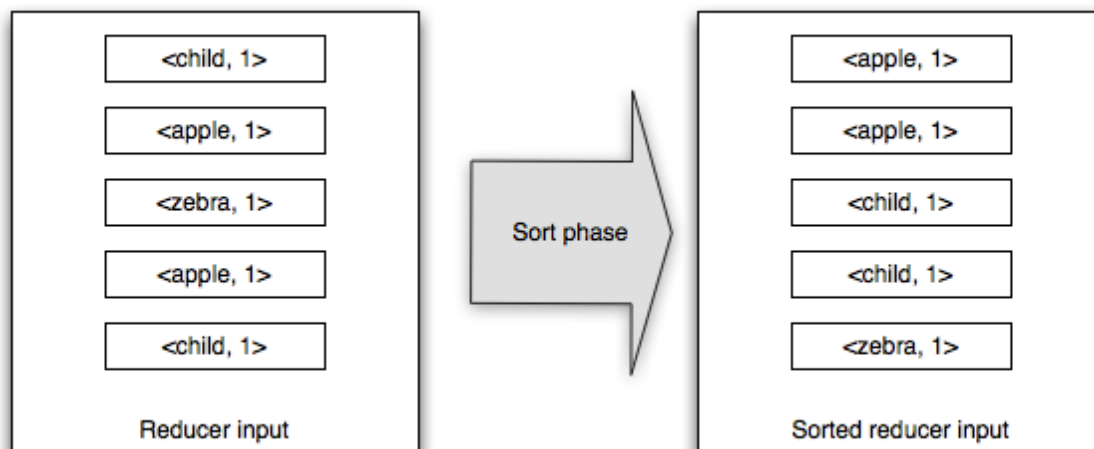 <child, 1>
<apple, 1>
<zebra, 1>
<apple, 1>
<child, 1>
Reducer input
Sort phase
<apple, 1>
<apple, 1>
<child, 1>
<child, 1>
<zebra, 1>
Sorted reducer input